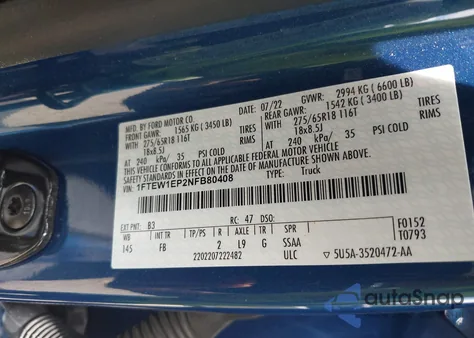 MFD. BY FORD MOTOR CO.
07/22 GVWR: 2994 KG ( 6600 LB)
FRONT GAWR: 1565 KG ( 3450 LB)
REAR GAWR: 1542 KG ( 3400 LB)
275/65R18 116T TIRES
275/65R18 116T TIRES
18x8.5J RIMS
18x8.5J RIMS
AT 240 kPa/ 35 PSI COLD
AT 240 kPa/ 35 PSI COLD
THIS VEHICLE CONFORMS TO ALL APPLICABLE FEDERAL MOTOR VEHICLE
SAFETY STANDARDS IN EFFECT ON THE DATE OF MANUFACTURE SHOWN ABOVE.
VIN: 1FTEW1EP2NFB80408
TYPE: Truck
EXT PNT: B3 RC: 47 DSO: F0152
WB INT TR TP/PS R AXLE TR SPR T0793
145 FB 2 L9 G SSAA
2202207222482 ULC ▽ 5U5A-3520472-AA
autoSnap